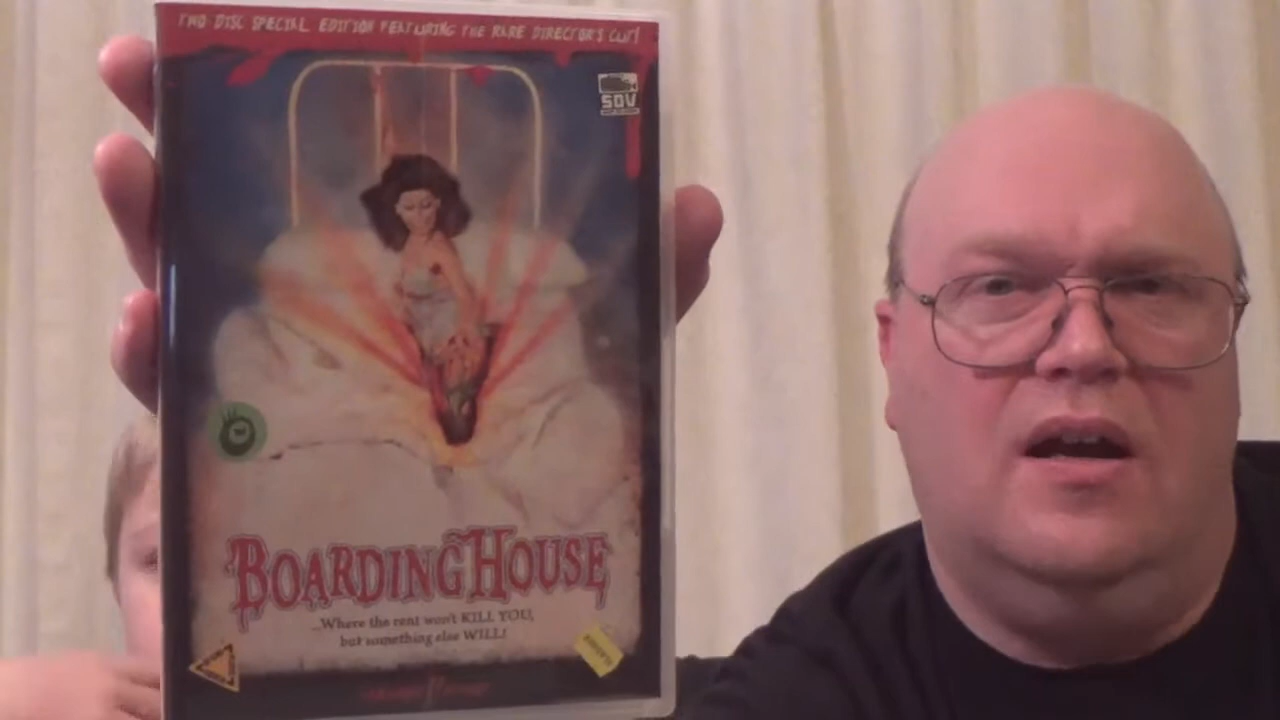 TWO DISC SPECIAL EDITION FEATURING THE RARE DIRECTOR'S CUT!
SOV
BOARDINGHOUSE
...Where the rent won't KILL YOU,
but something else WILL!